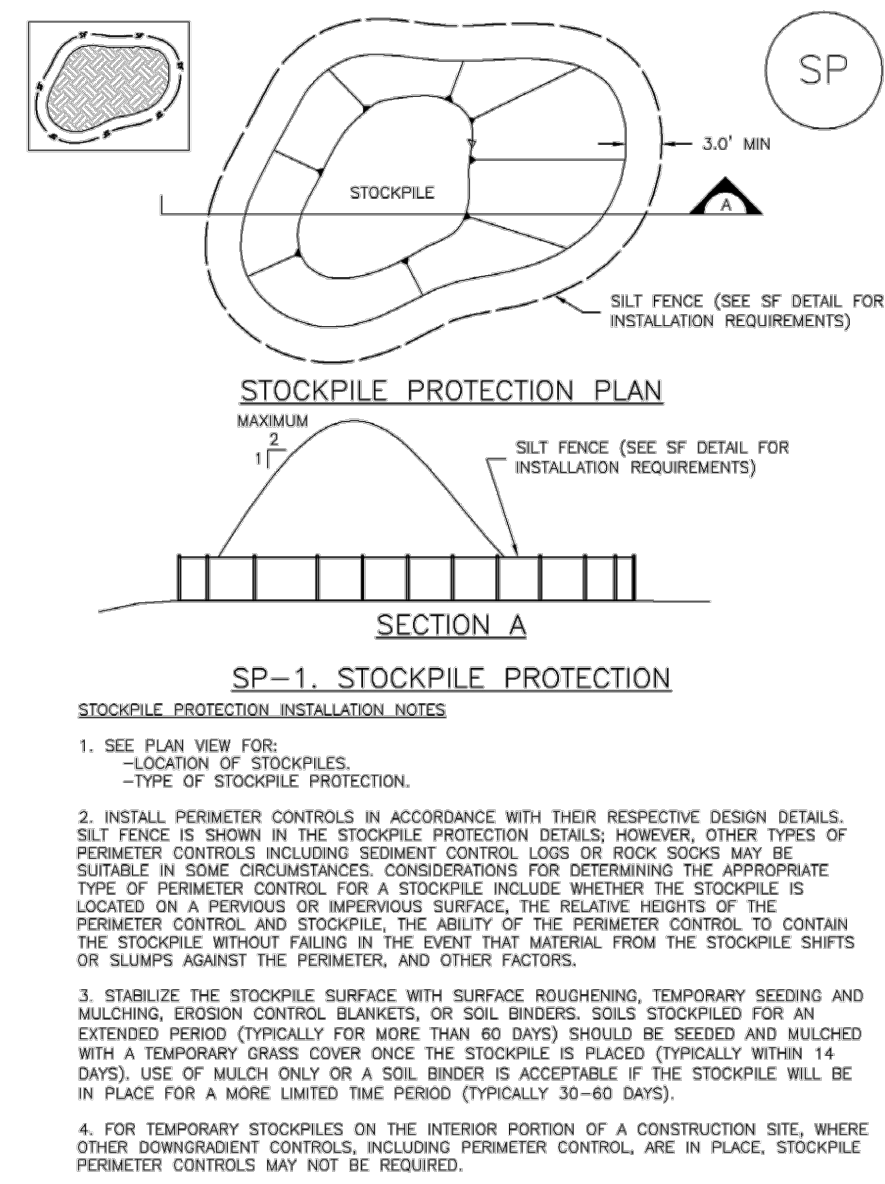 SF SF
SF SF
SF SF
SF SF
SP
3.0' MIN
STOCKPILE
A
SILT FENCE (SEE SF DETAIL FOR
INSTALLATION REQUIREMENTS)
STOCKPILE PROTECTION PLAN
MAXIMUM
2
1
SILT FENCE (SEE SF DETAIL FOR
INSTALLATION REQUIREMENTS)
SECTION A
SP-1. STOCKPILE PROTECTION
STOCKPILE PROTECTION INSTALLATION NOTES
1. SEE PLAN VIEW FOR:
-LOCATION OF STOCKPILES.
-TYPE OF STOCKPILE PROTECTION.
2. INSTALL PERIMETER CONTROLS IN ACCORDANCE WITH THEIR RESPECTIVE DESIGN DETAILS.
SILT FENCE IS SHOWN IN THE STOCKPILE PROTECTION DETAILS; HOWEVER, OTHER TYPES OF
PERIMETER CONTROLS INCLUDING SEDIMENT CONTROL LOGS OR ROCK SOCKS MAY BE
SUITABLE IN SOME CIRCUMSTANCES. CONSIDERATIONS FOR DETERMINING THE APPROPRIATE
TYPE OF PERIMETER CONTROL FOR A STOCKPILE INCLUDE WHETHER THE STOCKPILE IS
LOCATED ON A PERVIOUS OR IMPERVIOUS SURFACE, THE RELATIVE HEIGHTS OF THE
PERIMETER CONTROL AND STOCKPILE, THE ABILITY OF THE PERIMETER CONTROL TO CONTAIN
THE STOCKPILE WITHOUT FAILING IN THE EVENT THAT MATERIAL FROM THE STOCKPILE SHIFTS
OR SLUMPS AGAINST THE PERIMETER, AND OTHER FACTORS.
3. STABILIZE THE STOCKPILE SURFACE WITH SURFACE ROUGHENING, TEMPORARY SEEDING AND
MULCHING, EROSION CONTROL BLANKETS, OR SOIL BINDERS. SOILS STOCKPILED FOR AN
EXTENDED PERIOD (TYPICALLY FOR MORE THAN 60 DAYS) SHOULD BE SEEDED AND MULCHED
WITH A TEMPORARY GRASS COVER ONCE THE STOCKPILE IS PLACED (TYPICALLY WITHIN 14
DAYS). USE OF MULCH ONLY OR A SOIL BINDER IS ACCEPTABLE IF THE STOCKPILE WILL BE
IN PLACE FOR A MORE LIMITED TIME PERIOD (TYPICALLY 30-60 DAYS).
4. FOR TEMPORARY STOCKPILES ON THE INTERIOR PORTION OF A CONSTRUCTION SITE, WHERE
OTHER DOWNGRADIENT CONTROLS, INCLUDING PERIMETER CONTROL, ARE IN PLACE, STOCKPILE
PERIMETER CONTROLS MAY NOT BE REQUIRED.